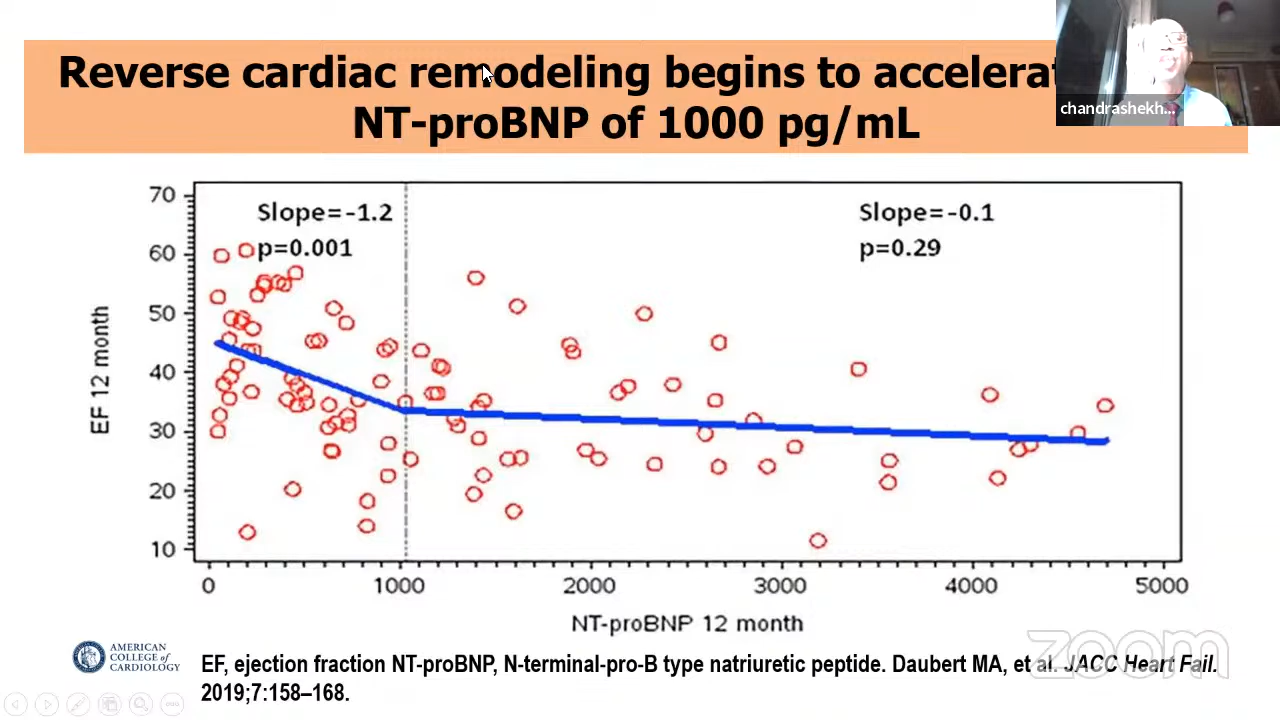 Reverse cardiac remodeling begins to accelerat
NT-proBNP of 1000 pg/mL
chandrashekh...
70
60
50
40
30
20
10
EF 12 month
Slope=-1.2
p=0.001
Slope=-0.1
p=0.29
0 1000 2000 3000 4000 5000
NT-proBNP 12 month
AMERICAN
COLLEGE of
CARDIOLOGY
EF, ejection fraction NT-proBNP, N-terminal-pro-B type natriuretic peptide. Daubert MA, et al. JACC Heart Fail.
2019;7:158–168.
zoom